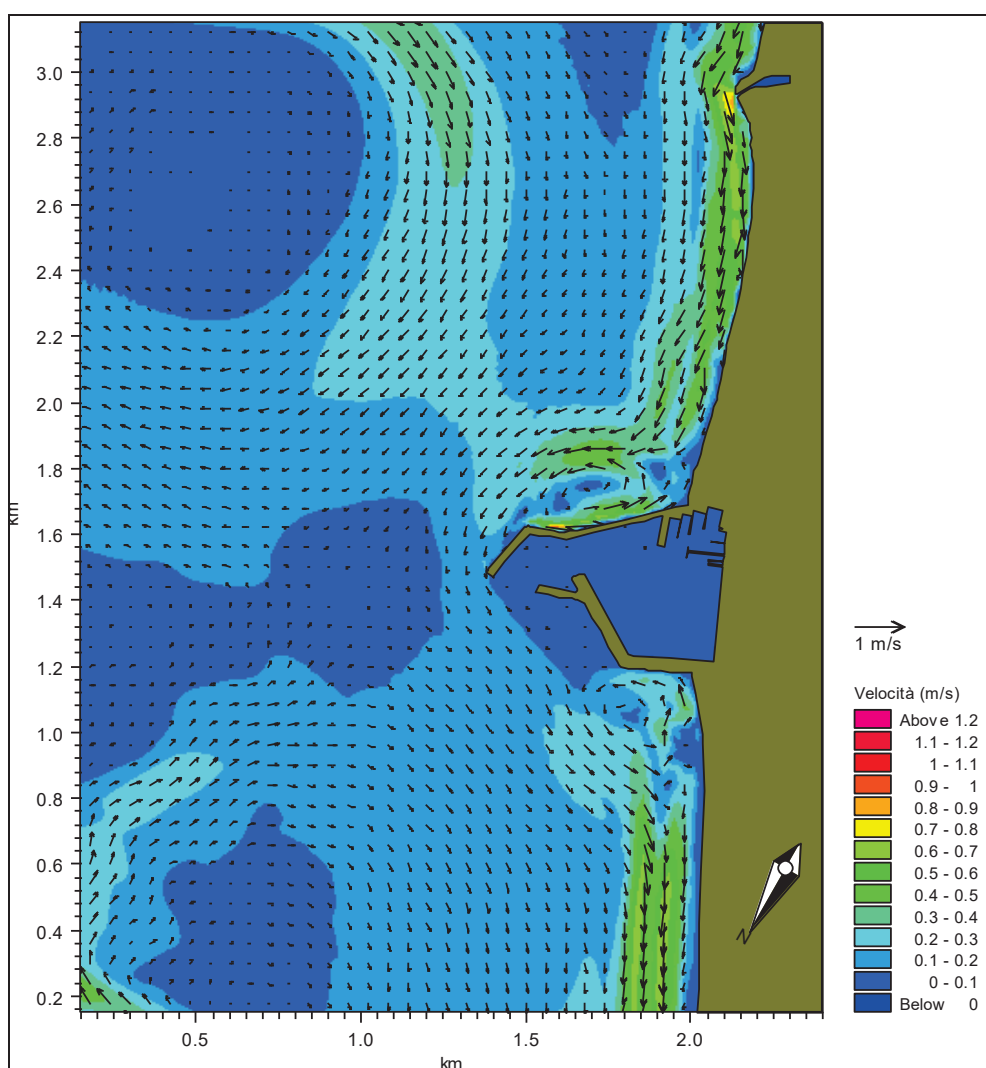 3.0
2.8
2.6
2.4
2.2
2.0
1.8
km
1.6
1.4
1.2
1.0
0.8
0.6
0.4
0.2
0.5
1.0
1.5
2.0
km
1 m/s
Velocità (m/s)
Above 1.2
1.1 - 1.2
1 - 1.1
0.9 - 1
0.8 - 0.9
0.7 - 0.8
0.6 - 0.7
0.5 - 0.6
0.4 - 0.5
0.3 - 0.4
0.2 - 0.3
0.1 - 0.2
0 - 0.1
Below 0
N